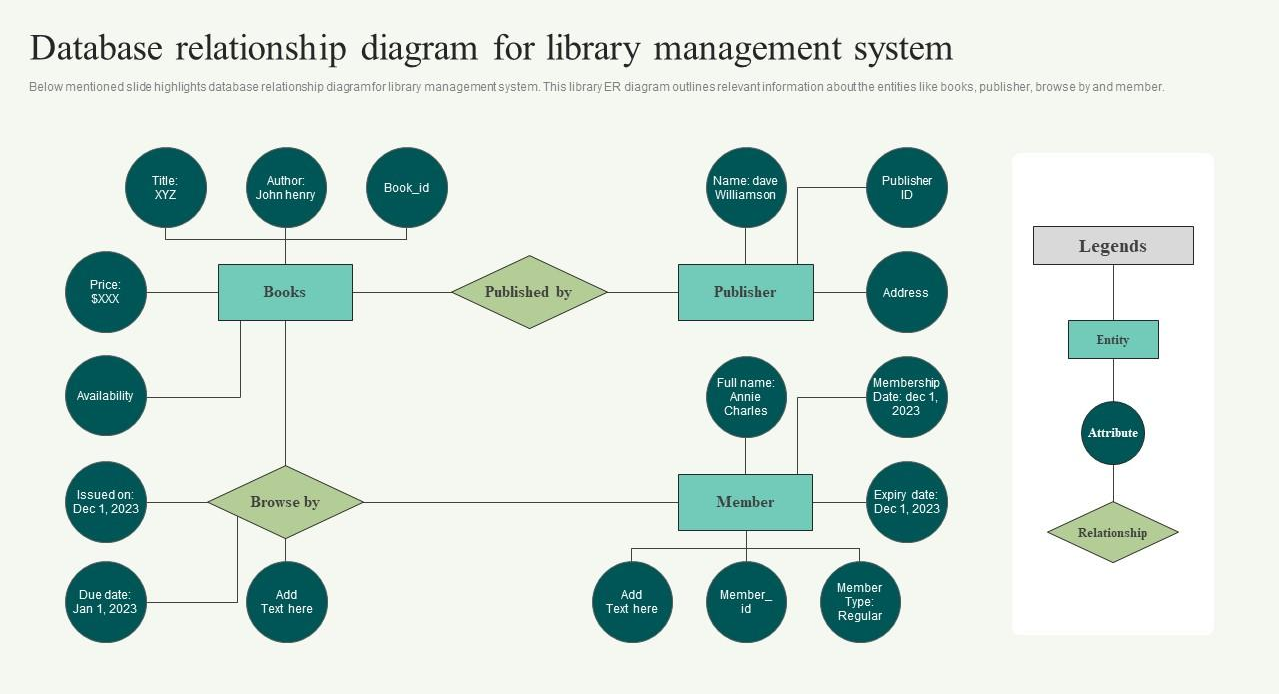 Database relationship diagram for library management system
Below mentioned slide highlights database relationship diagram for library management system. This library ER diagram outlines relevant information about the entities like books, publisher, browse by and member.
Title:
XYZ
Author:
John henry
Book_id
Name: dave
Williamson
Publisher
ID
Price:
$XXX
Books
Published by
Publisher
Address
Availability
Full name:
Annie
Charles
Membership
Date: dec 1,
2023
Issued on:
Dec 1, 2023
Browse by
Member
Expiry date:
Dec 1, 2023
Due date:
Jan 1, 2023
Add
Text here
Add
Text here
Member_
id
Member
Type:
Regular
Legends
Entity
Attribute
Relationship